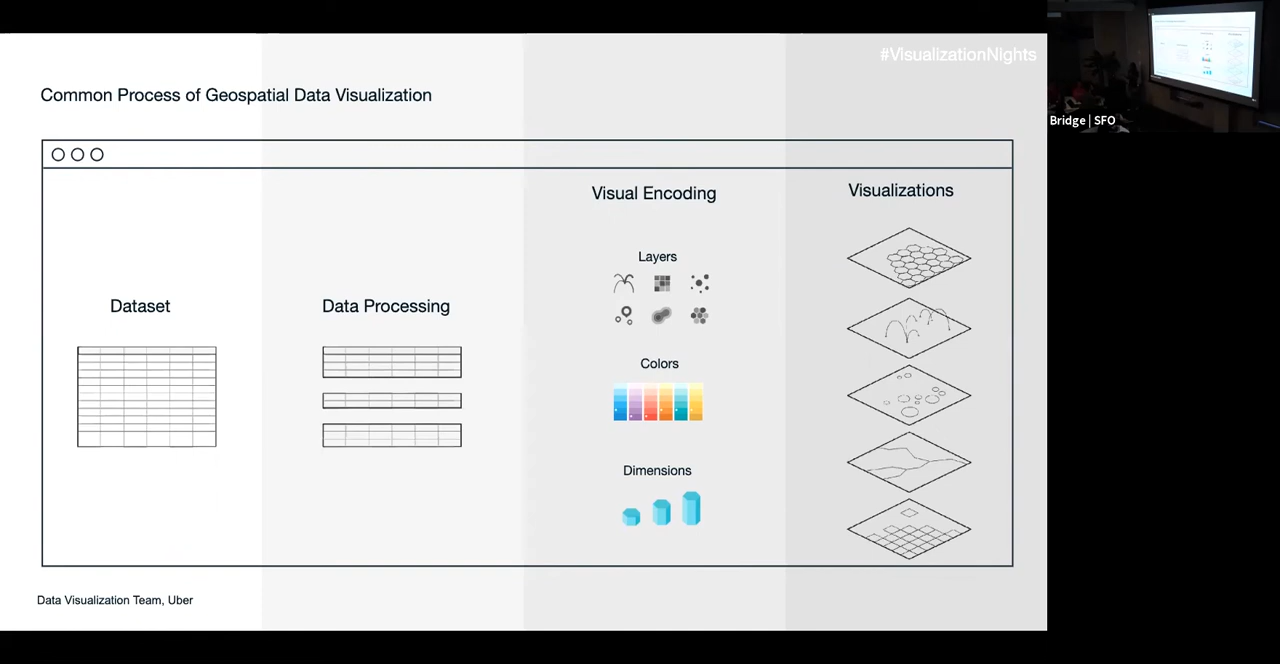 #VisualizationNights
Common Process of Geospatial Data Visualization
Dataset
Data Processing
Visual Encoding
Layers
Colors
Dimensions
Visualizations
Data Visualization Team, Uber
Bridge | SFO